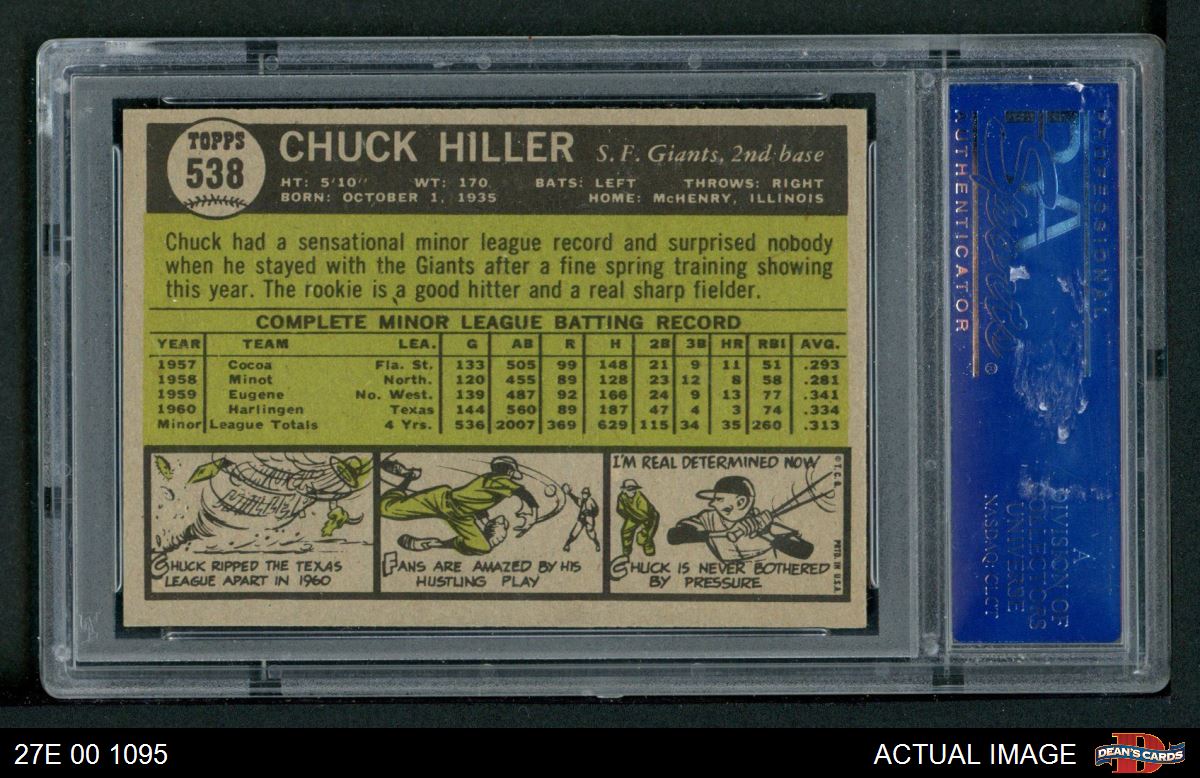 TOPPS
538
CHUCK HILLER S. F. Giants, 2nd base
HT: 5'10" WT: 170 BATS: LEFT THROWS: RIGHT
BORN: OCTOBER 1, 1935 HOME: McHENRY, ILLINOIS
Chuck had a sensational minor league record and surprised nobody
when he stayed with the Giants after a fine spring training showing
this year. The rookie is a good hitter and a real sharp fielder.
COMPLETE MINOR LEAGUE BATTING RECORD
YEAR TEAM LEA. G AB R H 2B 3B HR RBI AVG.
1957 Cocoa Fla. St. 133 505 99 148 21 9 11 51 .293
1958 Minot North. 120 455 89 128 23 12 8 58 .281
1959 Eugene No. West. 139 487 92 166 24 9 13 77 .341
1960 Harlingen Texas 144 560 89 187 47 4 3 74 .334
Minor League Totals 4 Yrs. 536 2007 369 629 115 34 35 260 .313
CHUCK RIPPED THE TEXAS
LEAGUE APART IN 1960
FANS ARE AMAZED BY HIS
HUSTLING PLAY
I'M REAL DETERMINED NOW
CHUCK IS NEVER BOTHERED
BY PRESSURE
© T.C.G.
PRTD. IN U.S.A.
PROFESSIONAL
PSA
Sports
AUTHENTICATOR
®
A DIVISION OF
COLLECTORS
UNIVERSE
NASDAQ: CLCT
27E 00 1095
ACTUAL IMAGE
DEAN'S CARDS